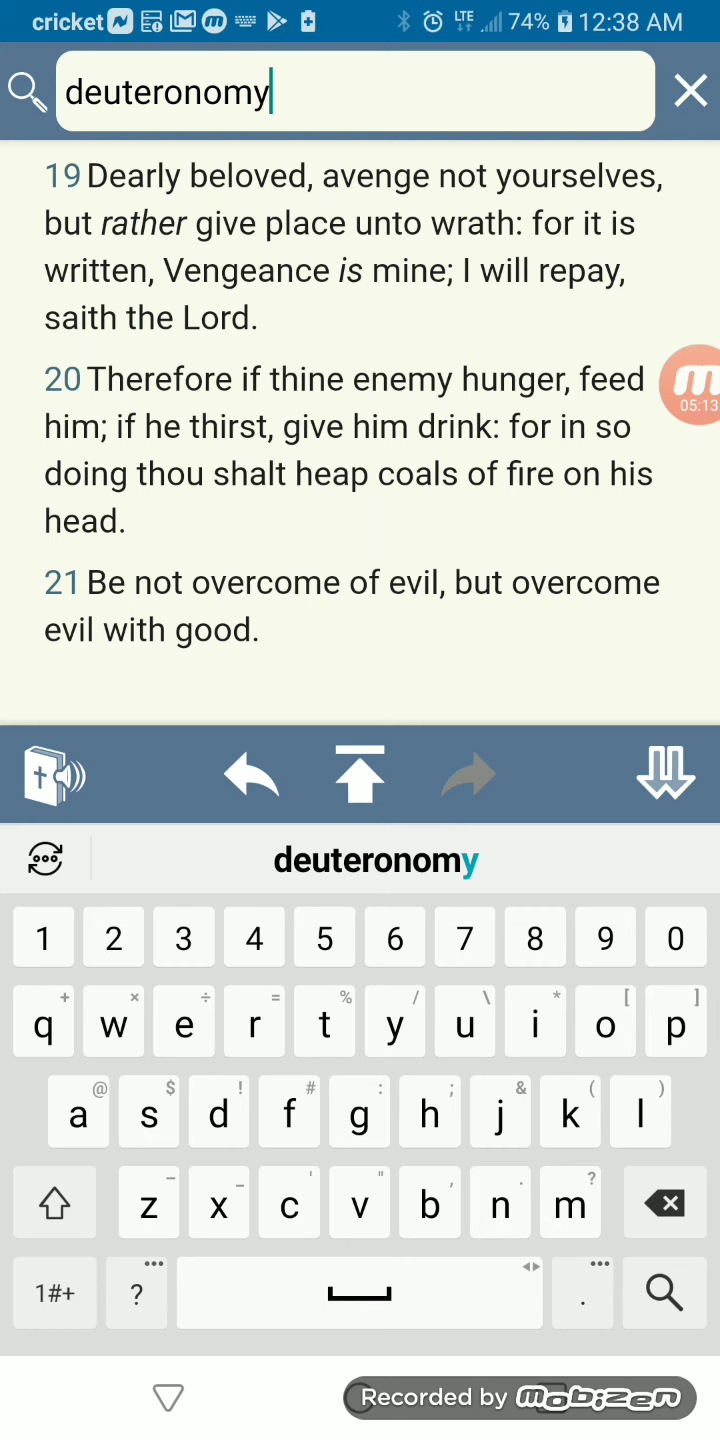 cricket LTE 74% 12:38 AM
deuteronomy
19 Dearly beloved, avenge not yourselves,
but rather give place unto wrath: for it is
written, Vengeance is mine; I will repay,
saith the Lord.
20 Therefore if thine enemy hunger, feed
him; if he thirst, give him drink: for in so
doing thou shalt heap coals of fire on his
head.
m
05:13
21 Be not overcome of evil, but overcome
evil with good.
deuteronomy
1 2 3 4 5 6 7 8 9 0
+ × ÷ = % / \ * [ ]
q w e r t y u i o p
@ $ ! # : ; & ( )
a s d f g h j k l
– _ ' " , . ?
z x c v b n m
1#+ ? .
Recorded by mobizen